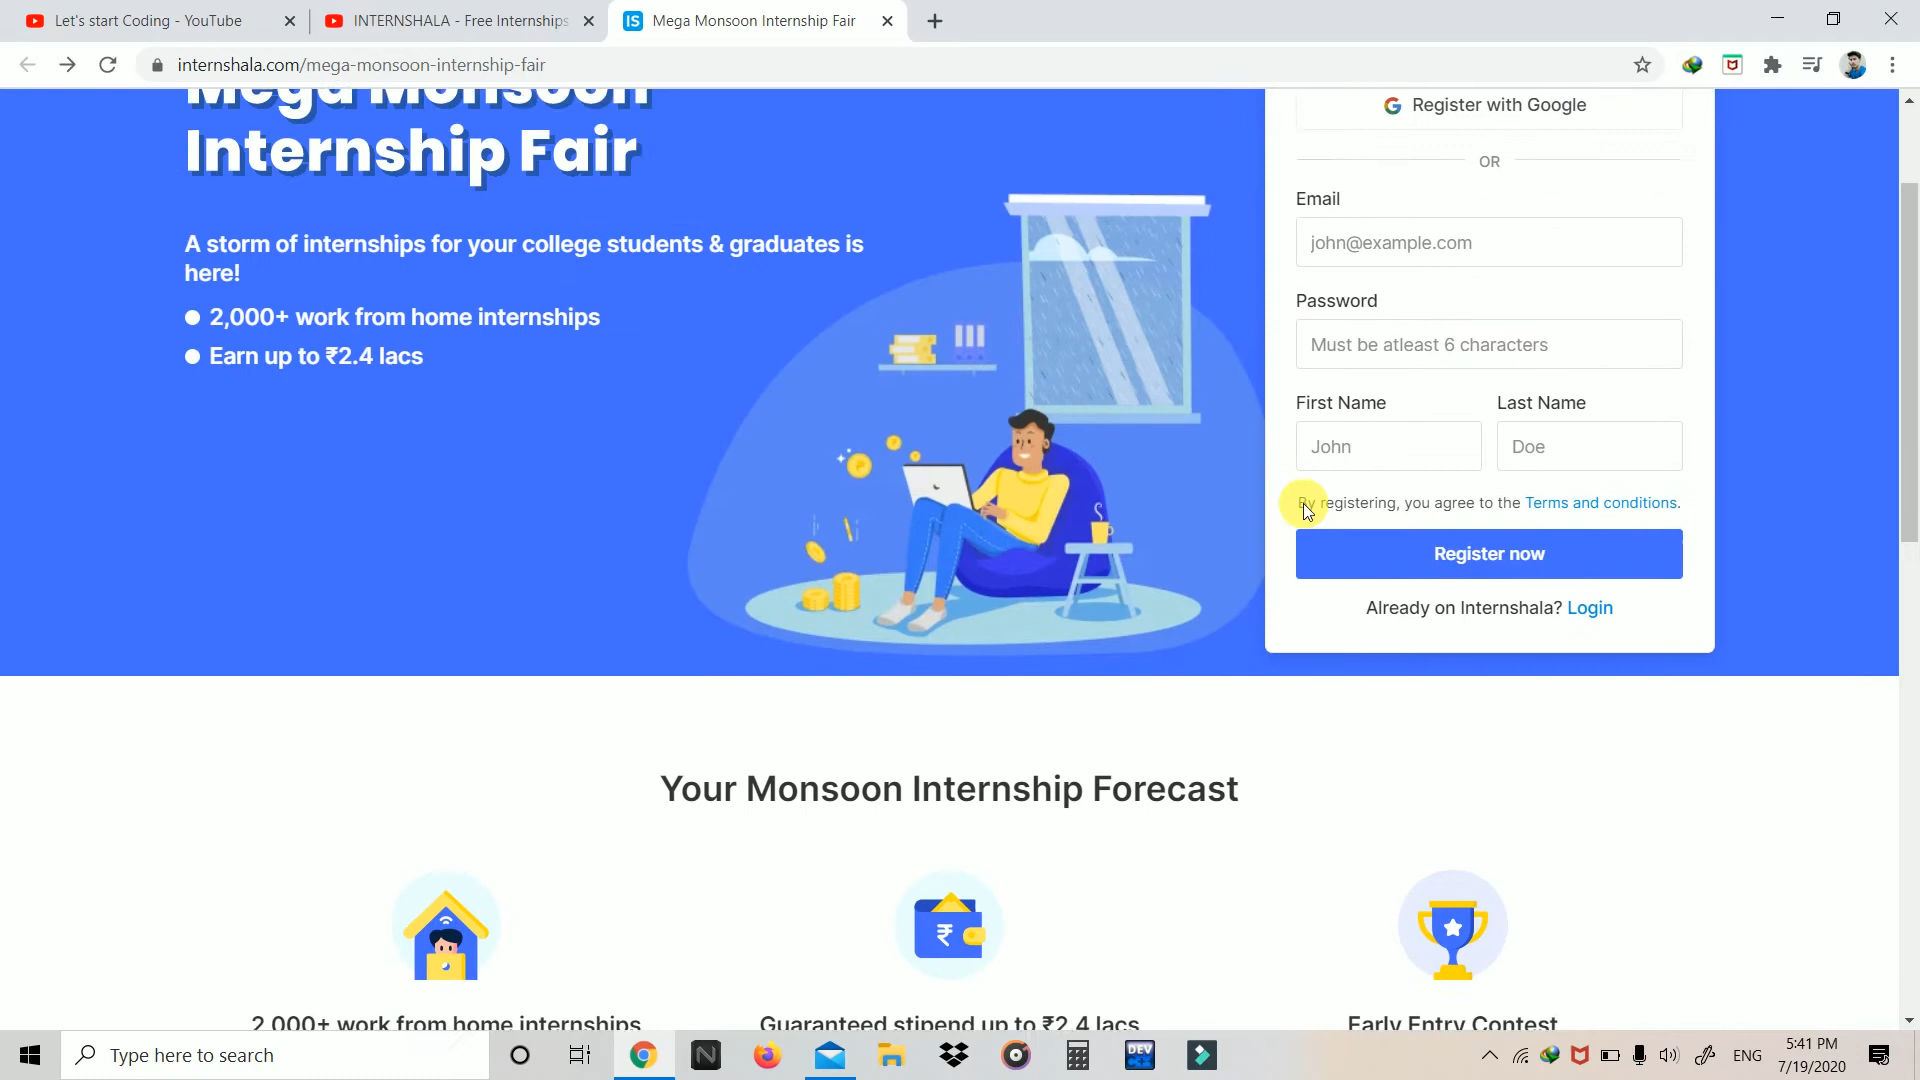 Let's start Coding - YouTube
INTERNSHALA - Free Internships
IS Mega Monsoon Internship Fair
internshala.com/mega-monsoon-internship-fair
Mega Monsoon
Internship Fair
A storm of internships for your college students & graduates is
here!
2,000+ work from home internships
Earn up to ₹2.4 lacs
Register with Google
OR
Email
john@example.com
Password
Must be atleast 6 characters
First Name Last Name
John Doe
By registering, you agree to the Terms and conditions.
Register now
Already on Internshala? Login
Your Monsoon Internship Forecast
₹
2,000+ work from home internships
Guaranteed stipend up to ₹2.4 lacs
Early Entry Contest
Type here to search
N
DEV
ENG
5:41 PM
7/19/2020